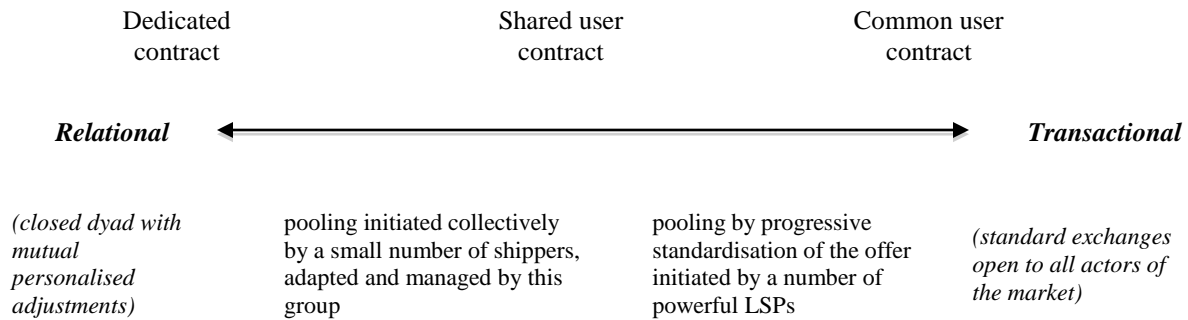 Dedicated
contract
Shared user
contract
Common user
contract
Relational
Transactional
(closed dyad with
mutual
personalised
adjustments)
pooling initiated collectively
by a small number of shippers,
adapted and managed by this
group
pooling by progressive
standardisation of the offer
initiated by a number of
powerful LSPs
(standard exchanges
open to all actors of
the market)